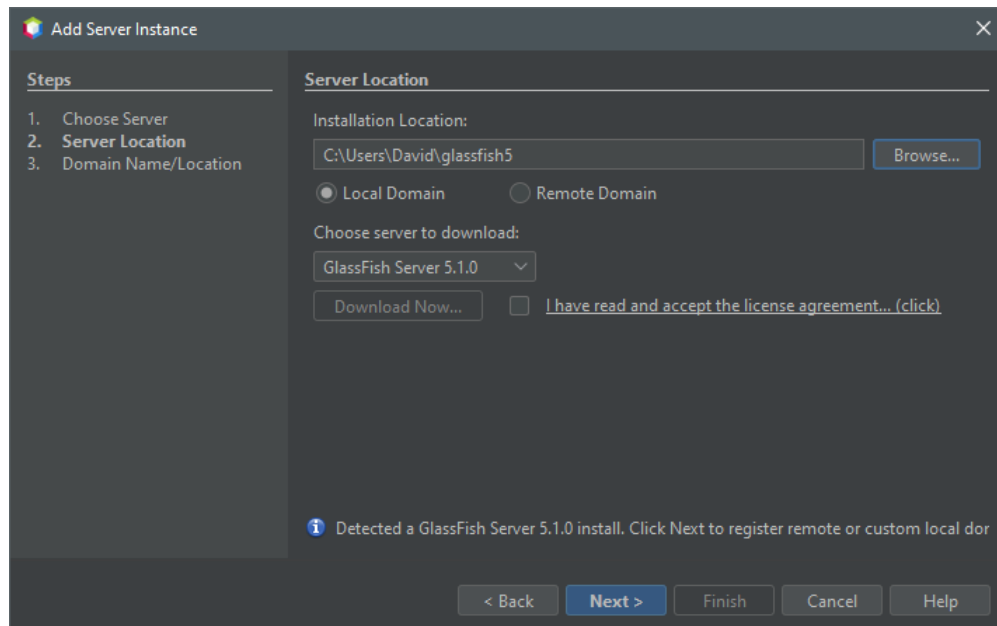 Add Server Instance
Steps
1. Choose Server
2. Server Location
3. Domain Name/Location
Server Location
Installation Location:
C:\Users\David\glassfish5
Browse...
Local Domain
Remote Domain
Choose server to download:
GlassFish Server 5.1.0
Download Now...
I have read and accept the license agreement... (click)
Detected a GlassFish Server 5.1.0 install. Click Next to register remote or custom local dor
< Back
Next >
Finish
Cancel
Help